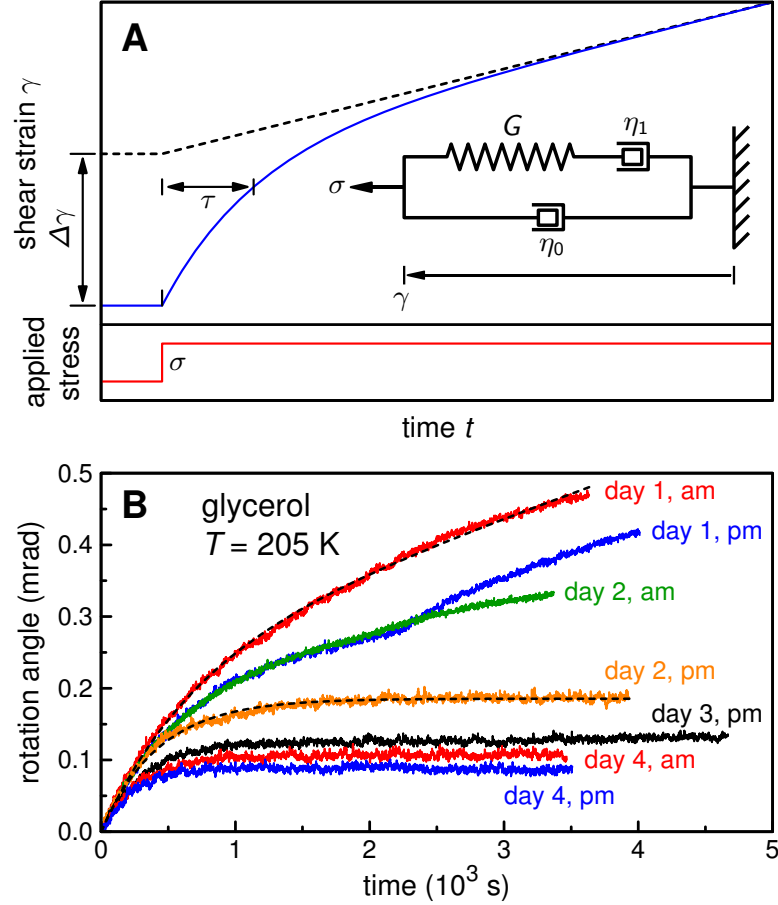 A
shear strain γ
Δγ
τ
G
η1
σ
η0
γ
applied
stress
σ
time t
B
glycerol
T = 205 K
rotation angle (mrad)
0.5
0.4
0.3
0.2
0.1
0.0
day 1, am
day 1, pm
day 2, am
day 2, pm
day 3, pm
day 4, am
day 4, pm
0 1 2 3 4 5
time (10³ s)